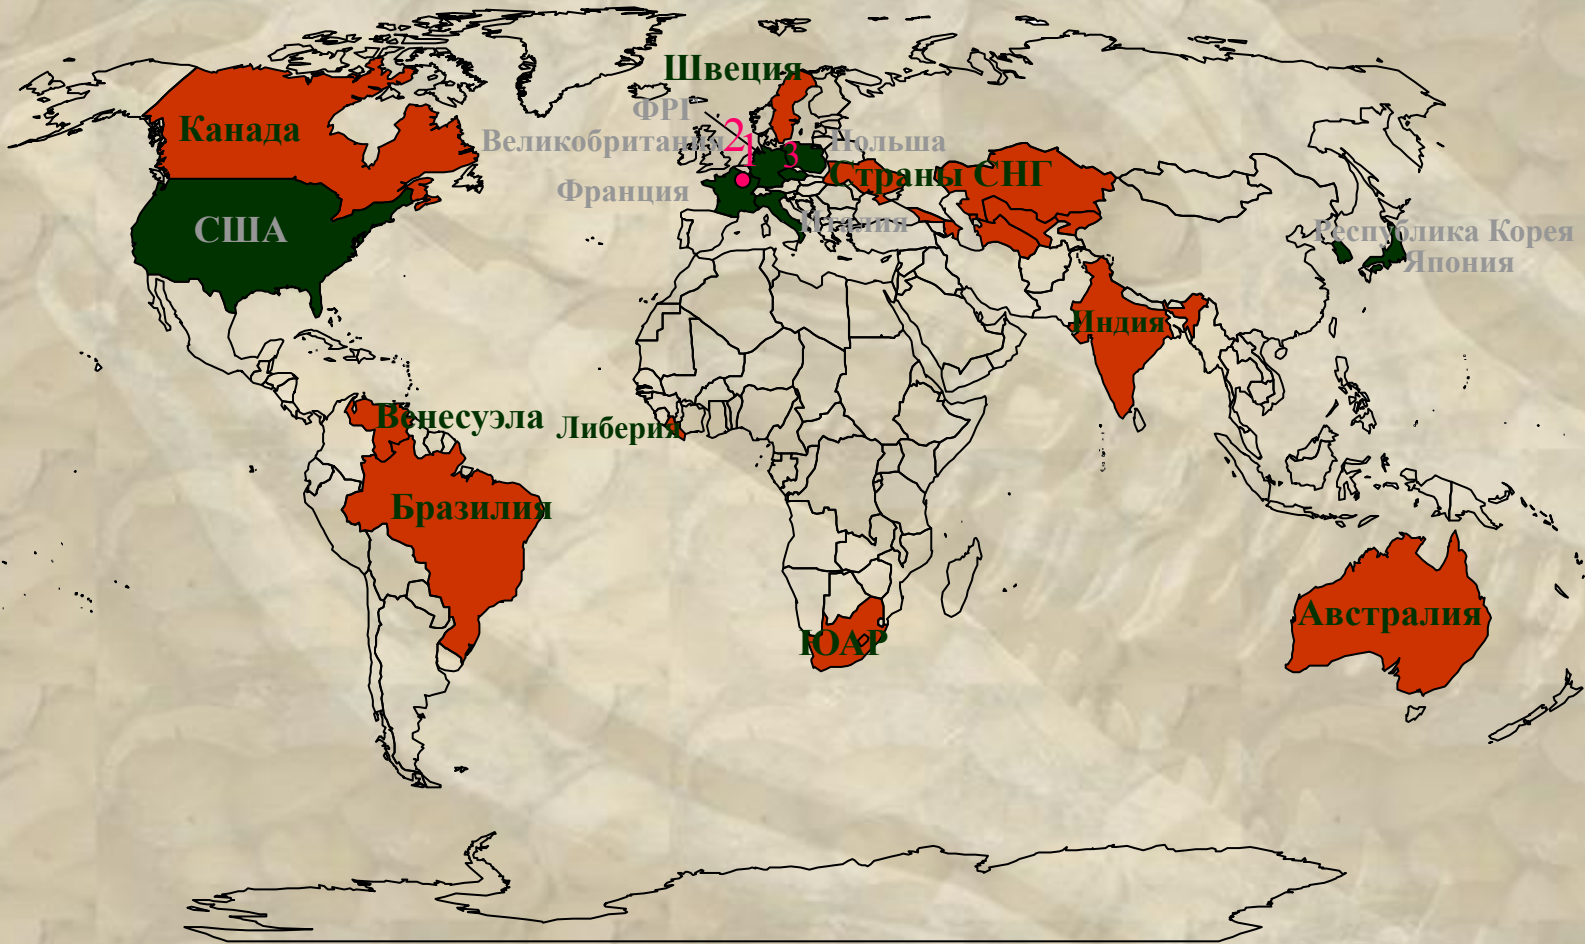 Швеция
ФРГ
Канада
Великобритания
2
1
3
Польша
Страны СНГ
Франция
США
Италия
Республика Корея
Япония
Индия
Венесуэла
Либерия
Бразилия
Австралия
ЮАР